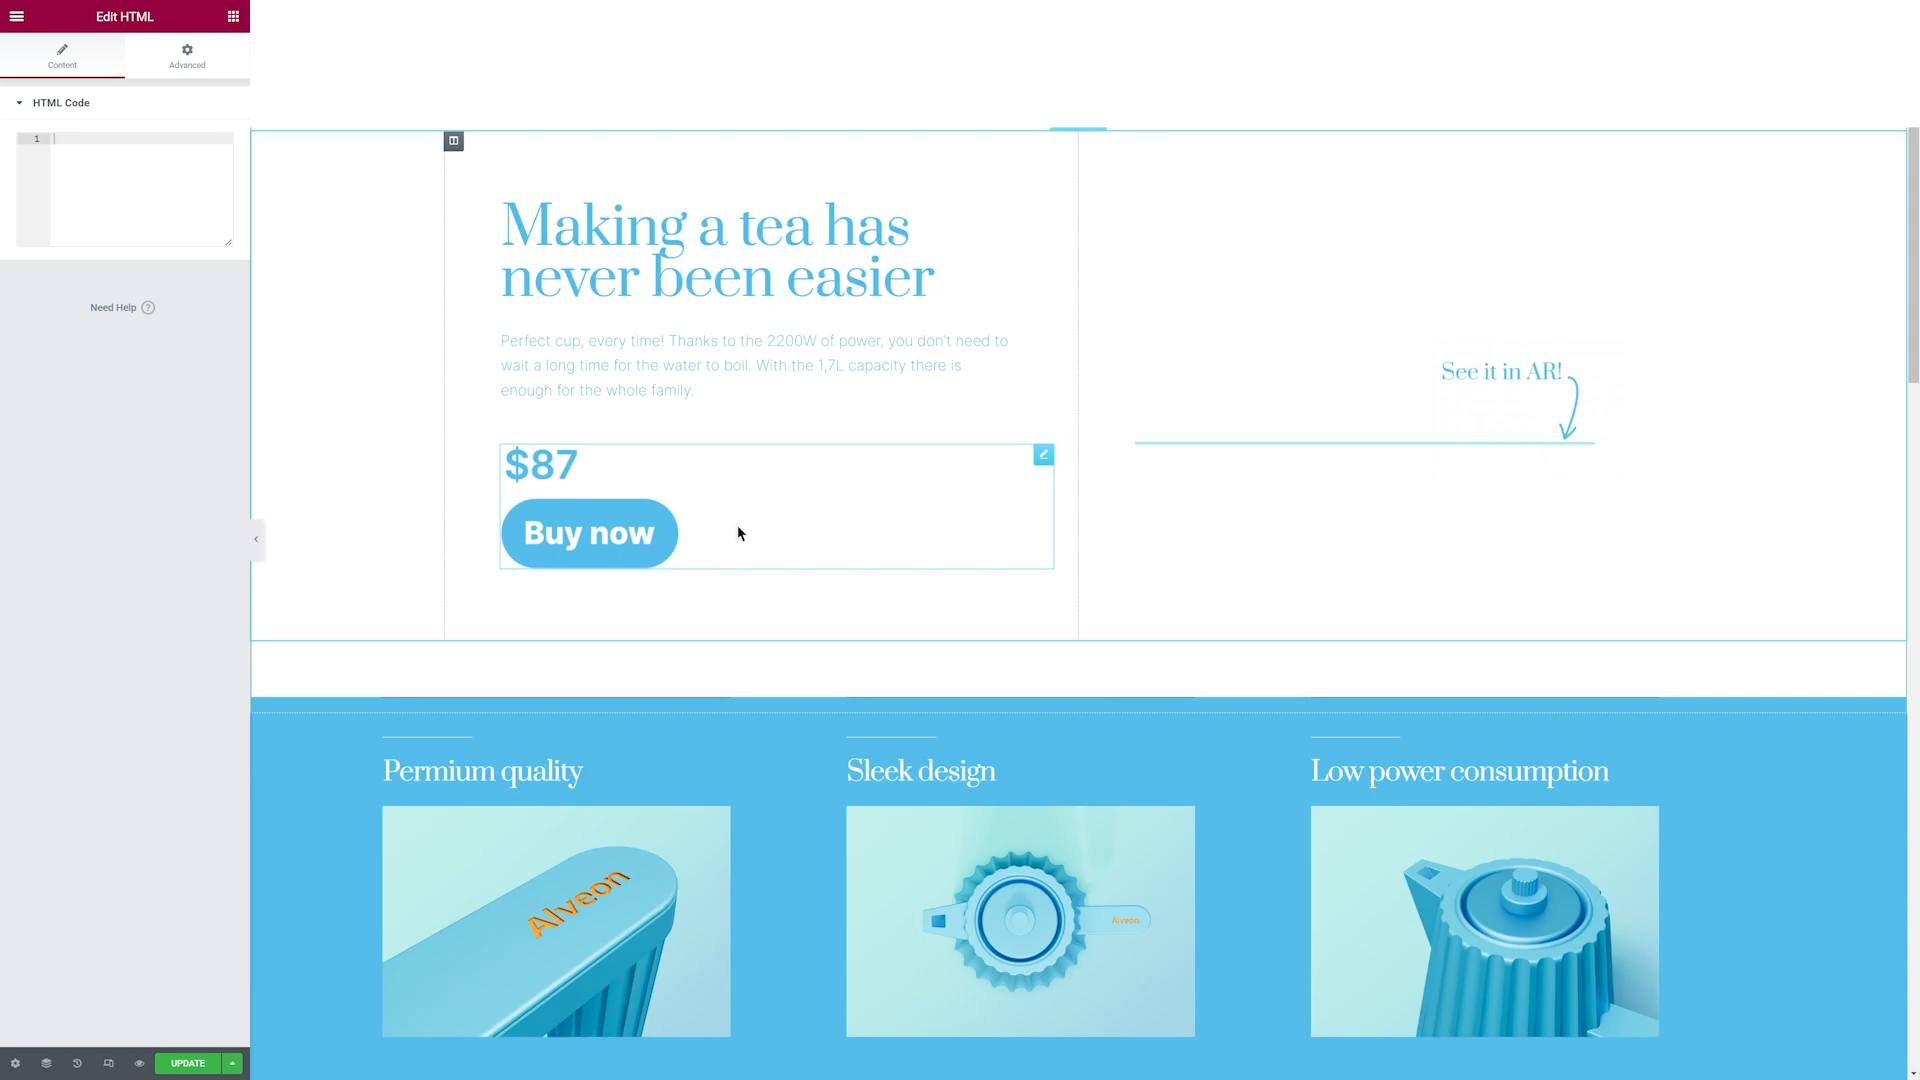 Edit HTML
Content
Advanced
HTML Code
1
Need Help ?
UPDATE
Making a tea has
never been easier
Perfect cup, every time! Thanks to the 2200W of power, you don't need to
wait a long time for the water to boil. With the 1,7L capacity there is
enough for the whole family.
$87
Buy now
See it in AR!
Permium quality
Alveon
Sleek design
Alveon
Low power consumption